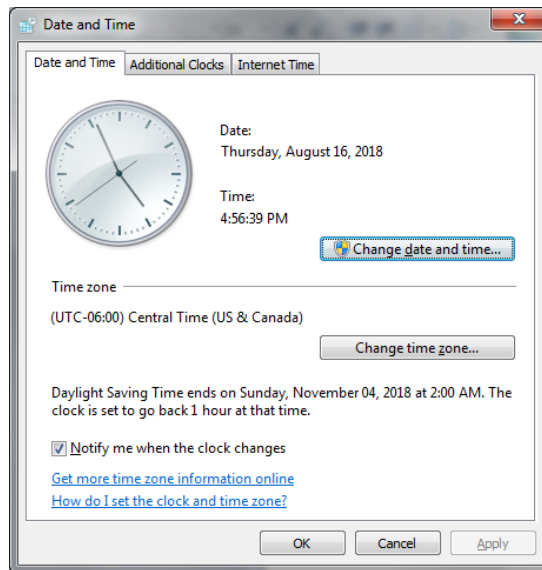 Date and Time
Date and Time
Additional Clocks
Internet Time
Date:
Thursday, August 16, 2018
Time:
4:56:39 PM
Change date and time...
Time zone
(UTC-06:00) Central Time (US & Canada)
Change time zone...
Daylight Saving Time ends on Sunday, November 04, 2018 at 2:00 AM. The
clock is set to go back 1 hour at that time.
Notify me when the clock changes
Get more time zone information online
How do I set the clock and time zone?
OK
Cancel
Apply